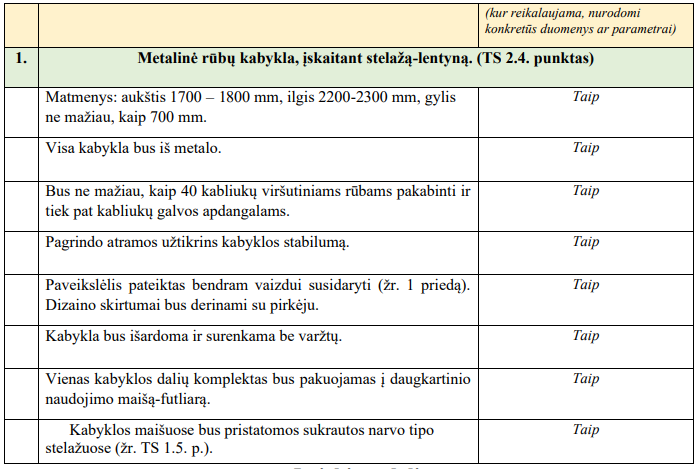 (kur reikalaujama, nurodomi
konkretūs duomenys ar parametrai)
1. Metalinė rūbų kabykla, įskaitant stelažą-lentyną. (TS 2.4. punktas)
Matmenys: aukštis 1700 – 1800 mm, ilgis 2200-2300 mm, gylis Taip
ne mažiau, kaip 700 mm.
Visa kabykla bus iš metalo. Taip
Bus ne mažiau, kaip 40 kabliukų viršutiniams rūbams pakabinti ir Taip
tiek pat kabliukų galvos apdangalams.
Pagrindo atramos užtikrins kabyklos stabilumą. Taip
Paveikslėlis pateiktas bendram vaizdui susidaryti (žr. 1 priedą). Taip
Dizaino skirtumai bus derinami su pirkėju.
Kabykla bus išardoma ir surenkama be varžtų. Taip
Vienas kabyklos dalių komplektas bus pakuojamas į daugkartinio Taip
naudojimo maišą-futliarą.
Kabyklos maišuose bus pristatomos sukrautos narvo tipo Taip
stelažuose (žr. TS 1.5. p.).